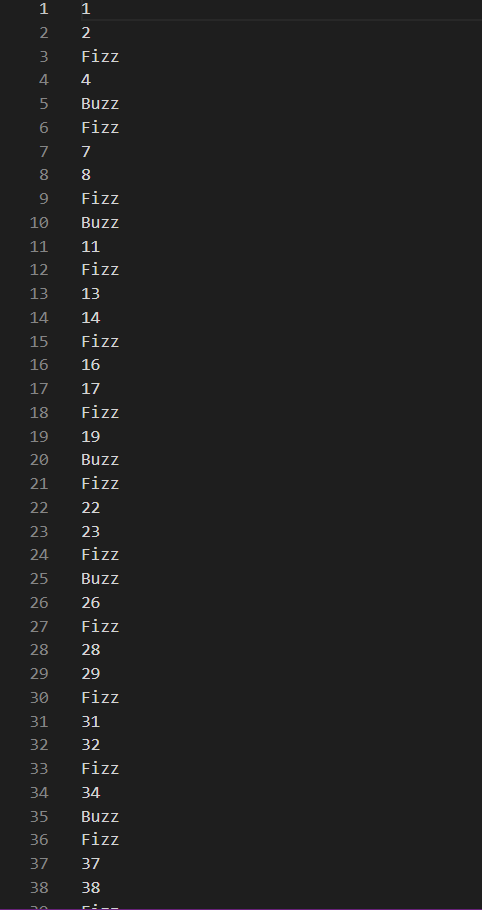 1 1
2 2
3 Fizz
4 4
5 Buzz
6 Fizz
7 7
8 8
9 Fizz
10 Buzz
11 11
12 Fizz
13 13
14 14
15 Fizz
16 16
17 17
18 Fizz
19 19
20 Buzz
21 Fizz
22 22
23 23
24 Fizz
25 Buzz
26 26
27 Fizz
28 28
29 29
30 Fizz
31 31
32 32
33 Fizz
34 34
35 Buzz
36 Fizz
37 37
38 38
39 Fizz